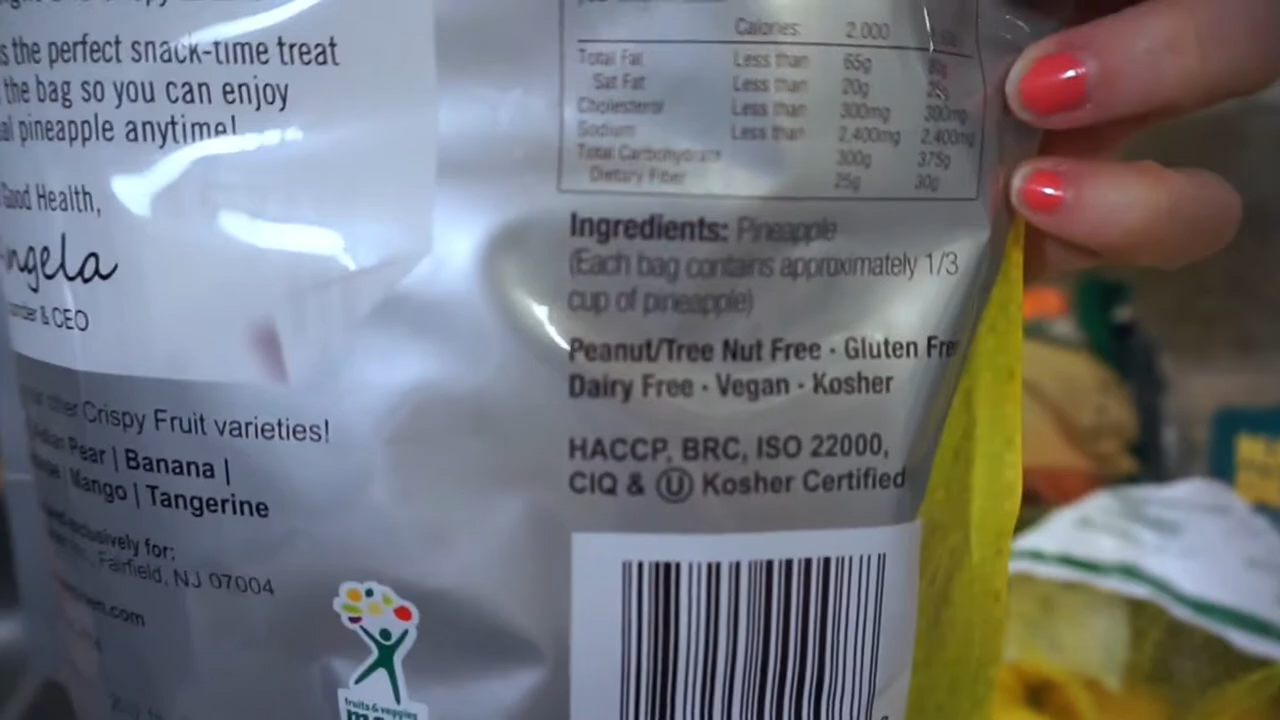 s the perfect snack-time treat
the bag so you can enjoy
al pineapple anytime!
Good Health,
ngela
& CEO
other Crispy Fruit varieties!
Pear | Banana |
Mango | Tangerine
exclusively for:
Fairfield, NJ 07004
.com
Calories: 2,000
Total Fat Less than 65g 80g
Sat Fat Less than 20g 25g
Cholesterol Less than 300mg 300mg
Sodium Less than 2,400mg 2,400mg
Total Carbohydrate 300g 375g
Dietary Fiber 25g 30g
Ingredients: Pineapple
(Each bag contains approximately 1/3
cup of pineapple)
Peanut/Tree Nut Free · Gluten Fre
Dairy Free · Vegan · Kosher
HACCP, BRC, ISO 22000,
CIQ & U Kosher Certified
fruits & veggies